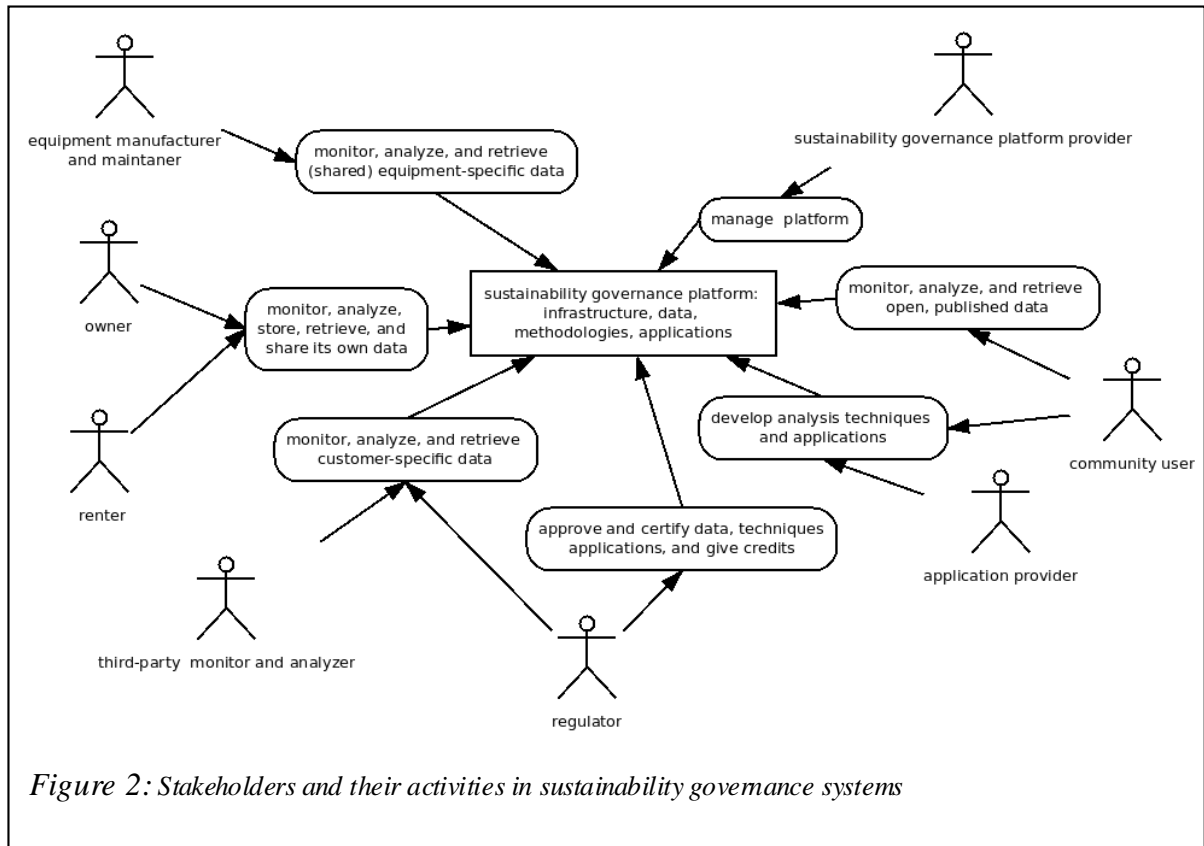 equipment manufacturer
and maintaner
sustainability governance platform provider
monitor, analyze, and retrieve
(shared) equipment-specific data
manage platform
owner
monitor, analyze,
store, retrieve, and
share its own data
sustainability governance platform:
infrastructure, data,
methodologies, applications
monitor, analyze, and retrieve
open, published data
renter
monitor, analyze, and retrieve
customer-specific data
develop analysis techniques
and applications
community user
approve and certify data, techniques
applications, and give credits
application provider
third-party monitor and analyzer
regulator
Figure 2: Stakeholders and their activities in sustainability governance systems